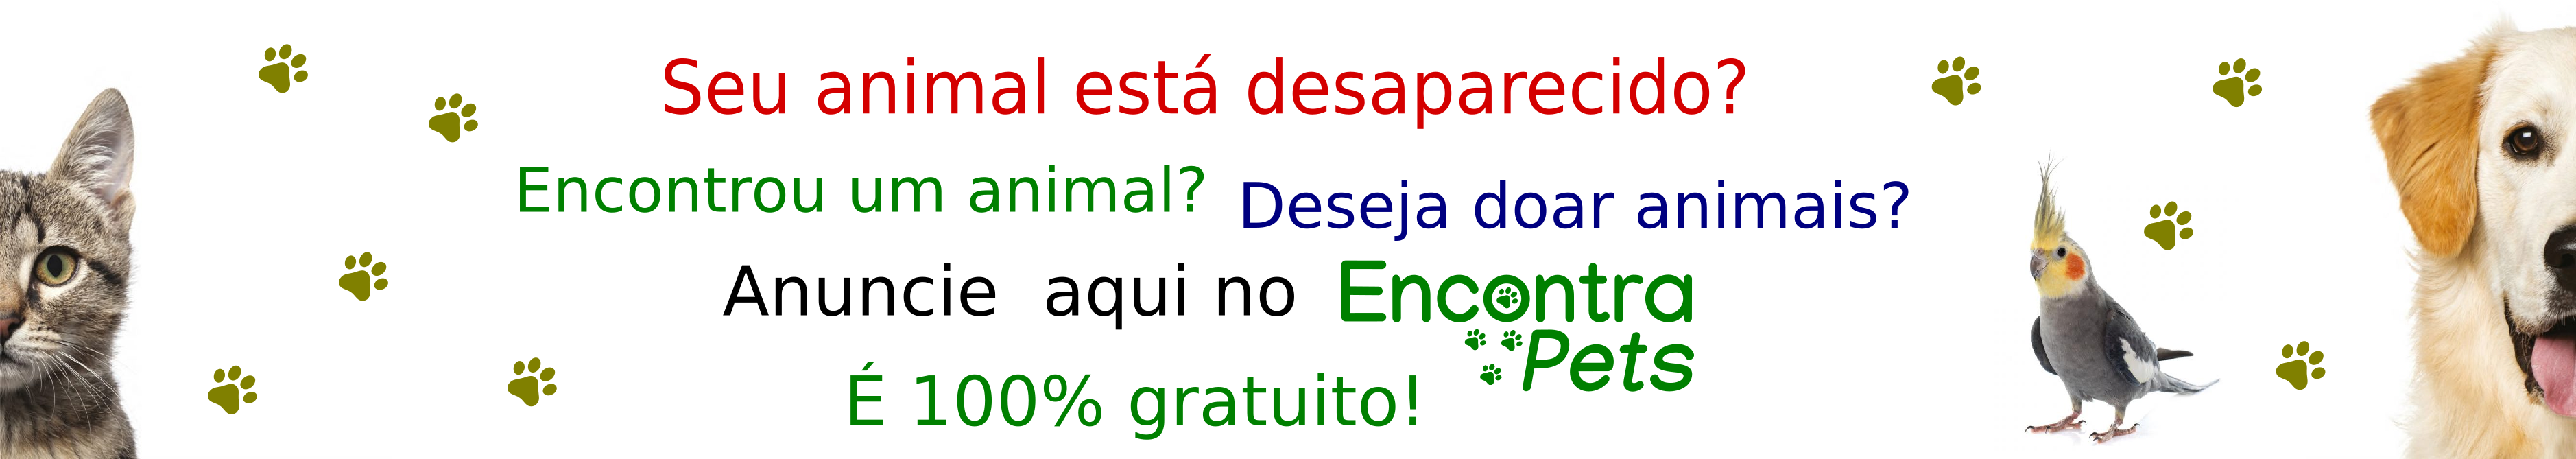 Seu animal está desaparecido?
Encontrou um animal?
Deseja doar animais?
Anuncie aqui no Encontra
Pets
É 100% gratuito!